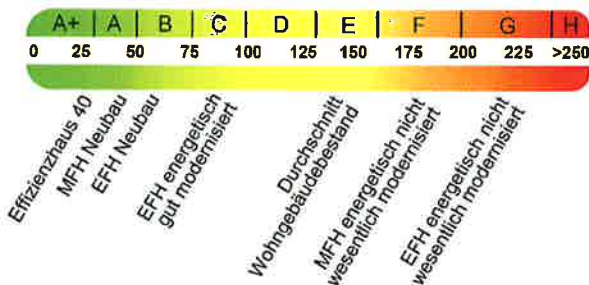 A+ A B C D E F G H
0 25 50 75 100 125 150 175 200 225 >250
Effizienzhaus 40
MFH Neubau
EFH Neubau
EFH energetisch
gut modernisiert
Durchschnitt
Wohngebäudebestand
MFH energetisch nicht
wesentlich modernisiert
EFH energetisch nicht
wesentlich modernisiert